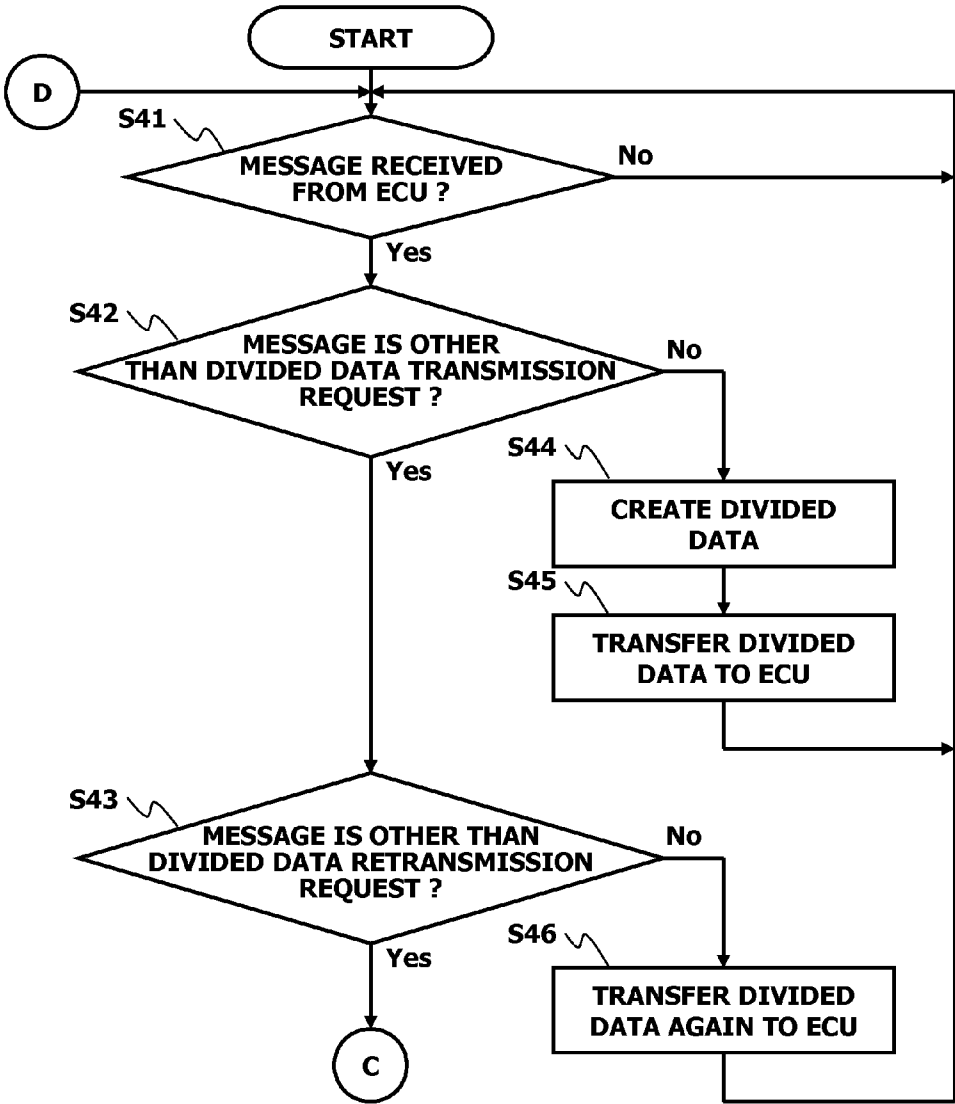 START
D
S41
MESSAGE RECEIVED
FROM ECU ?
No
Yes
S42
MESSAGE IS OTHER
THAN DIVIDED DATA TRANSMISSION
REQUEST ?
No
Yes
S44
CREATE DIVIDED
DATA
S45
TRANSFER DIVIDED
DATA TO ECU
S43
MESSAGE IS OTHER THAN
DIVIDED DATA RETRANSMISSION
REQUEST ?
No
Yes
S46
TRANSFER DIVIDED
DATA AGAIN TO ECU
C